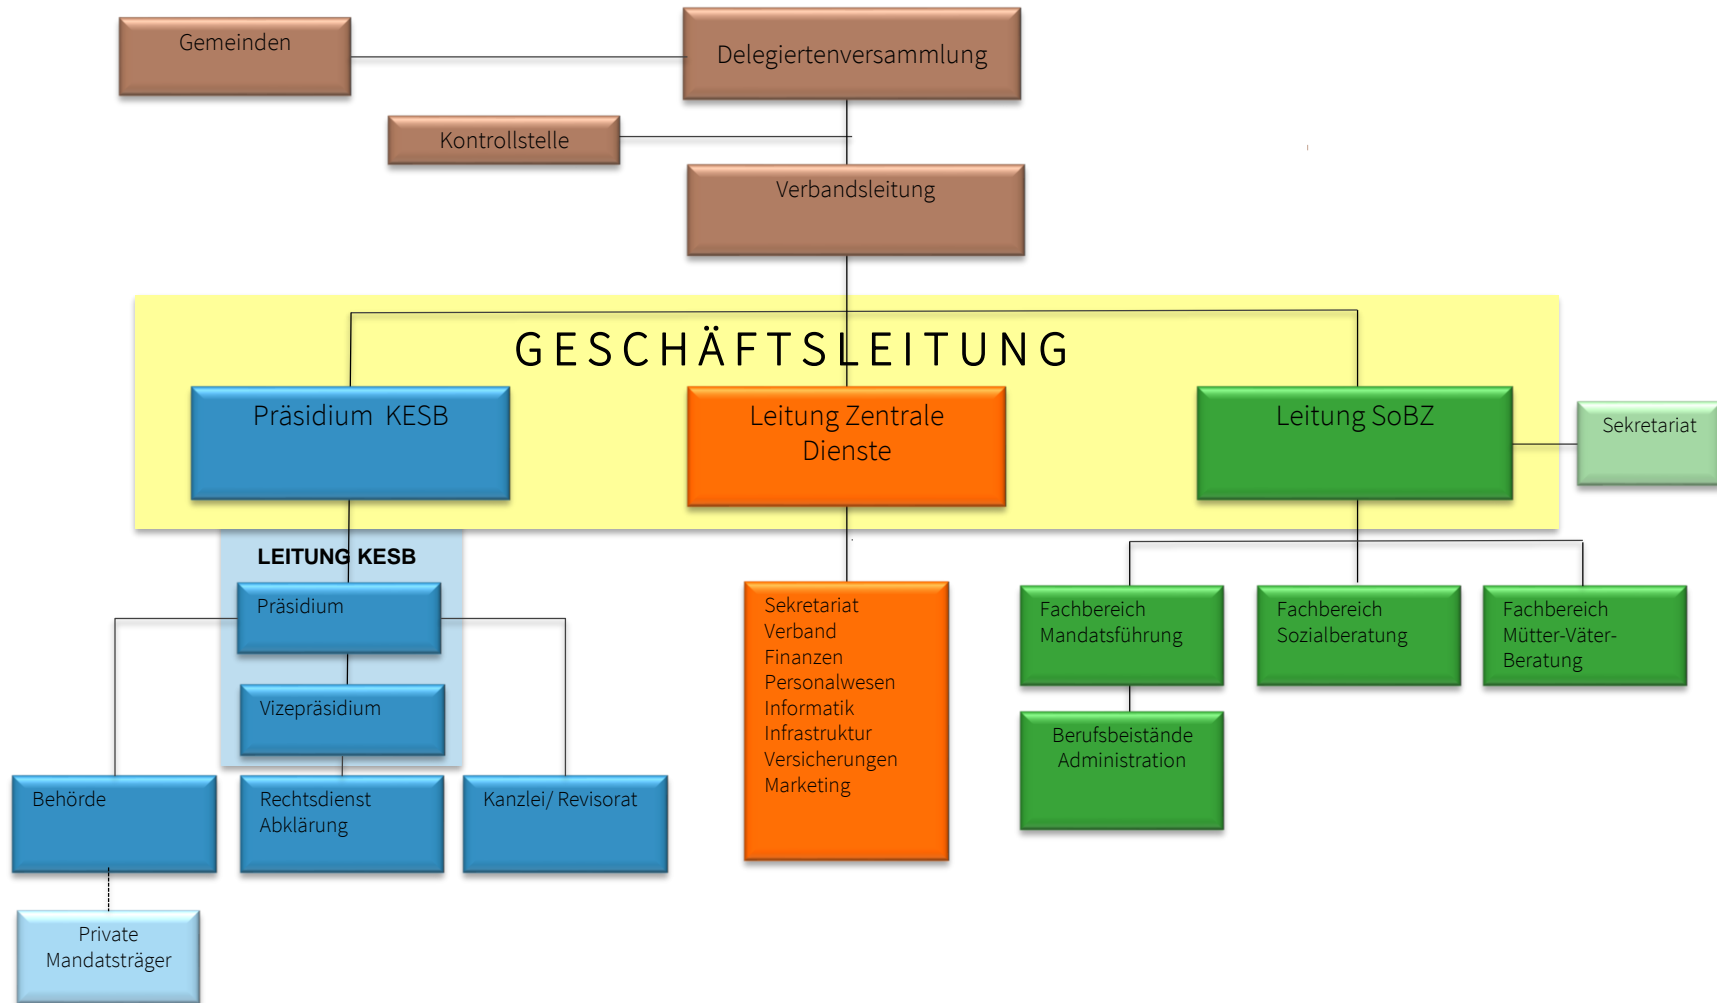 Gemeinden
Delegiertenversammlung
Kontrollstelle
Verbandsleitung
GESCHÄFTSLEITUNG
Präsidium KESB
Leitung Zentrale
Dienste
Leitung SoBZ
Sekretariat
LEITUNG KESB
Präsidium
Vizepräsidium
Behörde
Rechtsdienst
Abklärung
Kanzlei/ Revisorat
Private
Mandatsträger
Sekretariat
Verband
Finanzen
Personalwesen
Informatik
Infrastruktur
Versicherungen
Marketing
Fachbereich
Mandatsführung
Fachbereich
Sozialberatung
Fachbereich
Mütter-Väter-
Beratung
Berufsbeistände
Administration